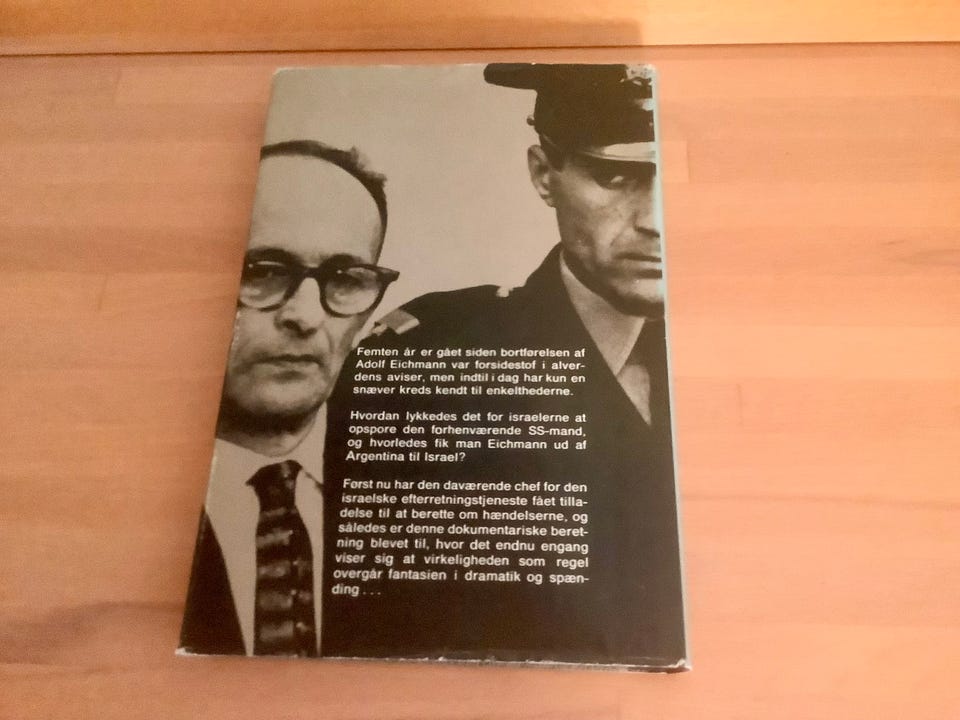 Femten år er gået siden bortførelsen af
Adolf Eichmann var forsidestof i alver-
dens aviser, men indtil i dag har kun en
snæver kreds kendt til enkelthederne.
Hvordan lykkedes det for israelerne at
opspore den forhenværende SS-mand,
og hvorledes fik man Eichmann ud af
Argentina til Israel?
Først nu har den daværende chef for den
israelske efterretningstjeneste fået tilla-
delse til at berette om hændelserne, og
således er denne dokumentariske beret-
ning blevet til, hvor det endnu engang
viser sig at virkeligheden som regel
overgår fantasien i dramatik og spæn-
ding . . .